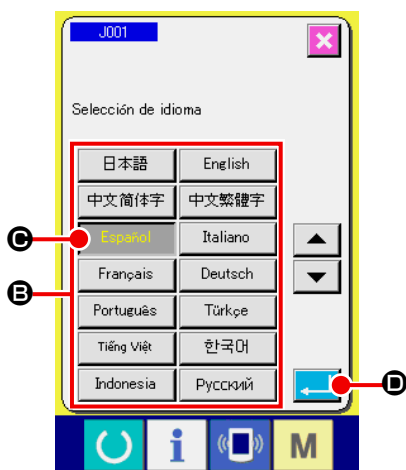 J001
Selección de idioma
日本語 English
中文简体字 中文繁體字
C Español Italiano
Français Deutsch
B
Português Türkçe
Tiếng Việt 한국어
Indonesia Русский D
i M